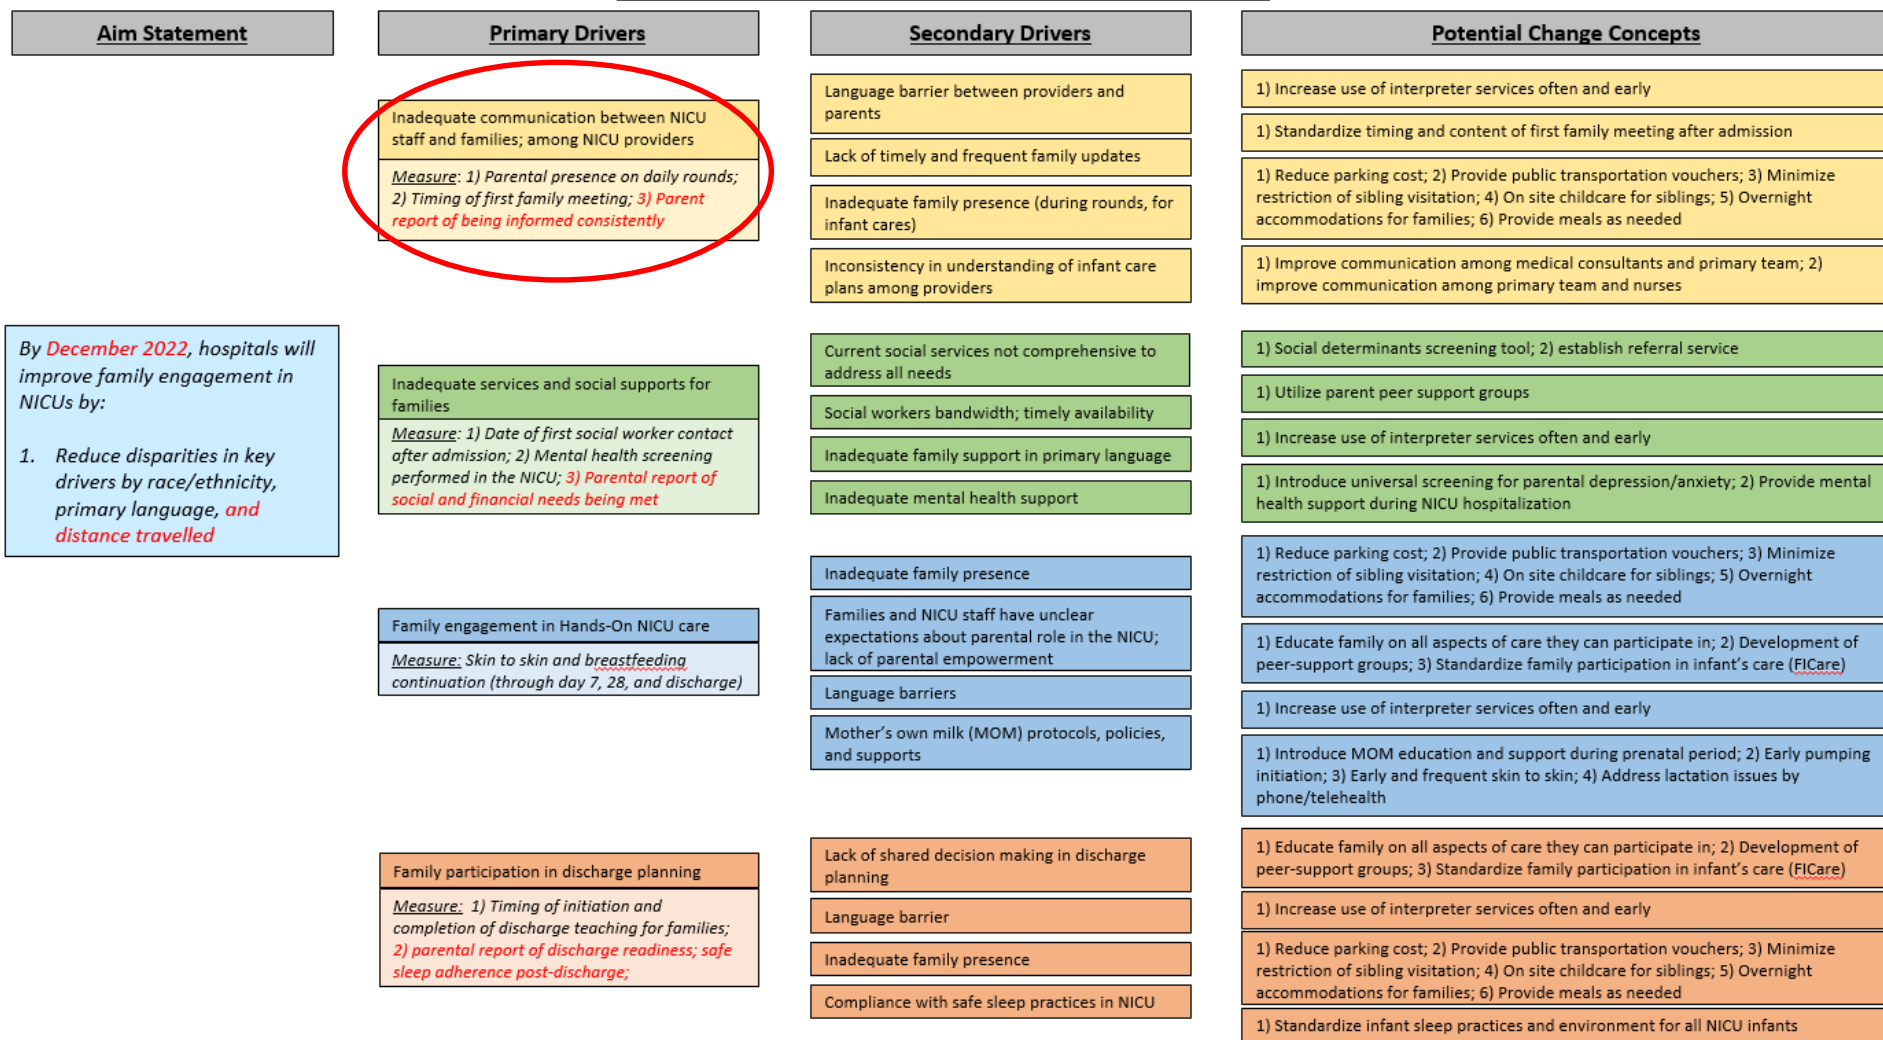 Aim Statement
Primary Drivers
Secondary Drivers
Potential Change Concepts
By December 2022, hospitals will
improve family engagement in
NICUs by:
1. Reduce disparities in key
drivers by race/ethnicity,
primary language, and
distance travelled
Inadequate communication between NICU
staff and families; among NICU providers
Measure: 1) Parental presence on daily rounds;
2) Timing of first family meeting; 3) Parent
report of being informed consistently
Language barrier between providers and
parents
Lack of timely and frequent family updates
Inadequate family presence (during rounds, for
infant cares)
Inconsistency in understanding of infant care
plans among providers
1) Increase use of interpreter services often and early
1) Standardize timing and content of first family meeting after admission
1) Reduce parking cost; 2) Provide public transportation vouchers; 3) Minimize
restriction of sibling visitation; 4) On site childcare for siblings; 5) Overnight
accommodations for families; 6) Provide meals as needed
1) Improve communication among medical consultants and primary team; 2)
improve communication among primary team and nurses
Inadequate services and social supports for
families
Measure: 1) Date of first social worker contact
after admission; 2) Mental health screening
performed in the NICU; 3) Parental report of
social and financial needs being met
Current social services not comprehensive to
address all needs
Social workers bandwidth; timely availability
Inadequate family support in primary language
Inadequate mental health support
1) Social determinants screening tool; 2) establish referral service
1) Utilize parent peer support groups
1) Increase use of interpreter services often and early
1) Introduce universal screening for parental depression/anxiety; 2) Provide mental
health support during NICU hospitalization
Family engagement in Hands-On NICU care
Measure: Skin to skin and breastfeeding
continuation (through day 7, 28, and discharge)
Inadequate family presence
Families and NICU staff have unclear
expectations about parental role in the NICU;
lack of parental empowerment
Language barriers
Mother's own milk (MOM) protocols, policies,
and supports
1) Reduce parking cost; 2) Provide public transportation vouchers; 3) Minimize
restriction of sibling visitation; 4) On site childcare for siblings; 5) Overnight
accommodations for families; 6) Provide meals as needed
1) Educate family on all aspects of care they can participate in; 2) Development of
peer-support groups; 3) Standardize family participation in infant's care (FICare)
1) Increase use of interpreter services often and early
1) Introduce MOM education and support during prenatal period; 2) Early pumping
initiation; 3) Early and frequent skin to skin; 4) Address lactation issues by
phone/telehealth
Family participation in discharge planning
Measure: 1) Timing of initiation and
completion of discharge teaching for families;
2) parental report of discharge readiness; safe
sleep adherence post-discharge;
Lack of shared decision making in discharge
planning
Language barrier
Inadequate family presence
Compliance with safe sleep practices in NICU
1) Educate family on all aspects of care they can participate in; 2) Development of
peer-support groups; 3) Standardize family participation in infant's care (FICare)
1) Increase use of interpreter services often and early
1) Reduce parking cost; 2) Provide public transportation vouchers; 3) Minimize
restriction of sibling visitation; 4) On site childcare for siblings; 5) Overnight
accommodations for families; 6) Provide meals as needed
1) Standardize infant sleep practices and environment for all NICU infants